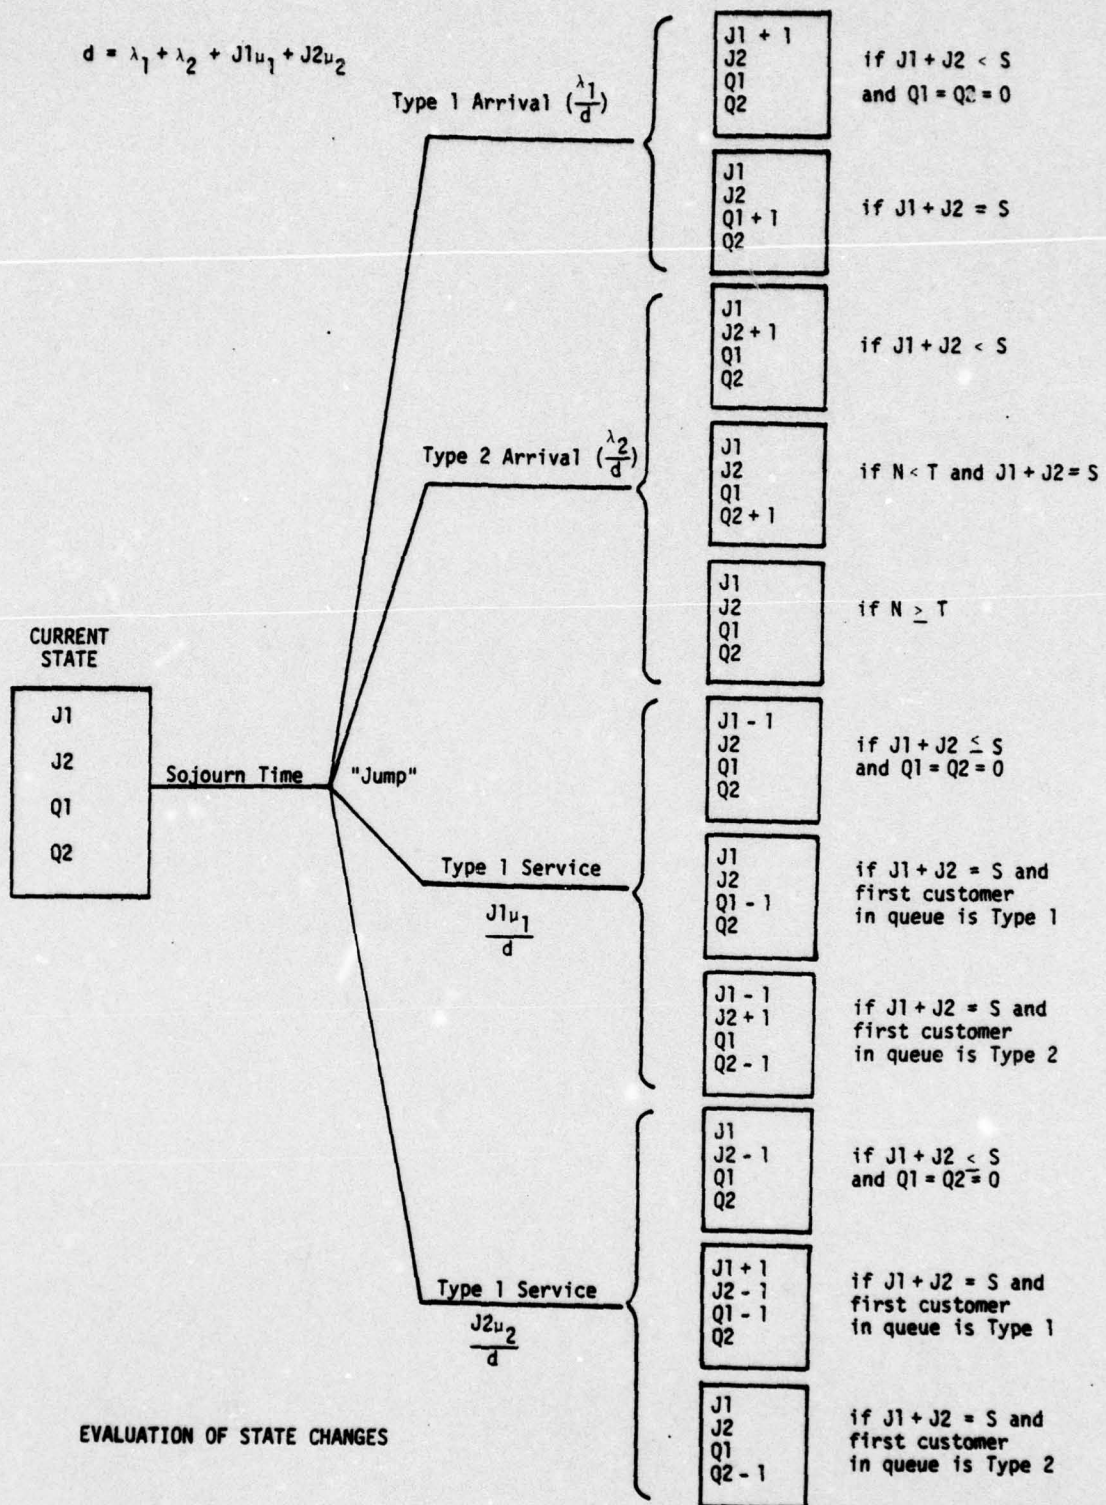 d = λ1 + λ2 + J1μ1 + J2μ2
Type 1 Arrival (λ1/d)
J1 + 1
J2
Q1
Q2
if J1 + J2 < S
and Q1 = Q2 = 0
J1
J2
Q1 + 1
Q2
if J1 + J2 = S
Type 2 Arrival (λ2/d)
J1
J2 + 1
Q1
Q2
if J1 + J2 < S
J1
J2
Q1
Q2 + 1
if N < T and J1 + J2 = S
J1
J2
Q1
Q2
if N ≥ T
CURRENT
STATE
J1
J2
Q1
Q2
Sojourn Time
"Jump"
Type 1 Service
J1μ1
d
J1 - 1
J2
Q1
Q2
if J1 + J2 ≤ S
and Q1 = Q2 = 0
J1
J2
Q1 - 1
Q2
if J1 + J2 = S and
first customer
in queue is Type 1
J1 - 1
J2 + 1
Q1
Q2 - 1
if J1 + J2 = S and
first customer
in queue is Type 2
Type 1 Service
J2μ2
d
J1
J2 - 1
Q1
Q2
if J1 + J2 ≤ S
and Q1 = Q2 = 0
J1 + 1
J2 - 1
Q1 - 1
Q2
if J1 + J2 = S and
first customer
in queue is Type 1
J1
J2
Q1
Q2 - 1
if J1 + J2 = S and
first customer
in queue is Type 2
EVALUATION OF STATE CHANGES